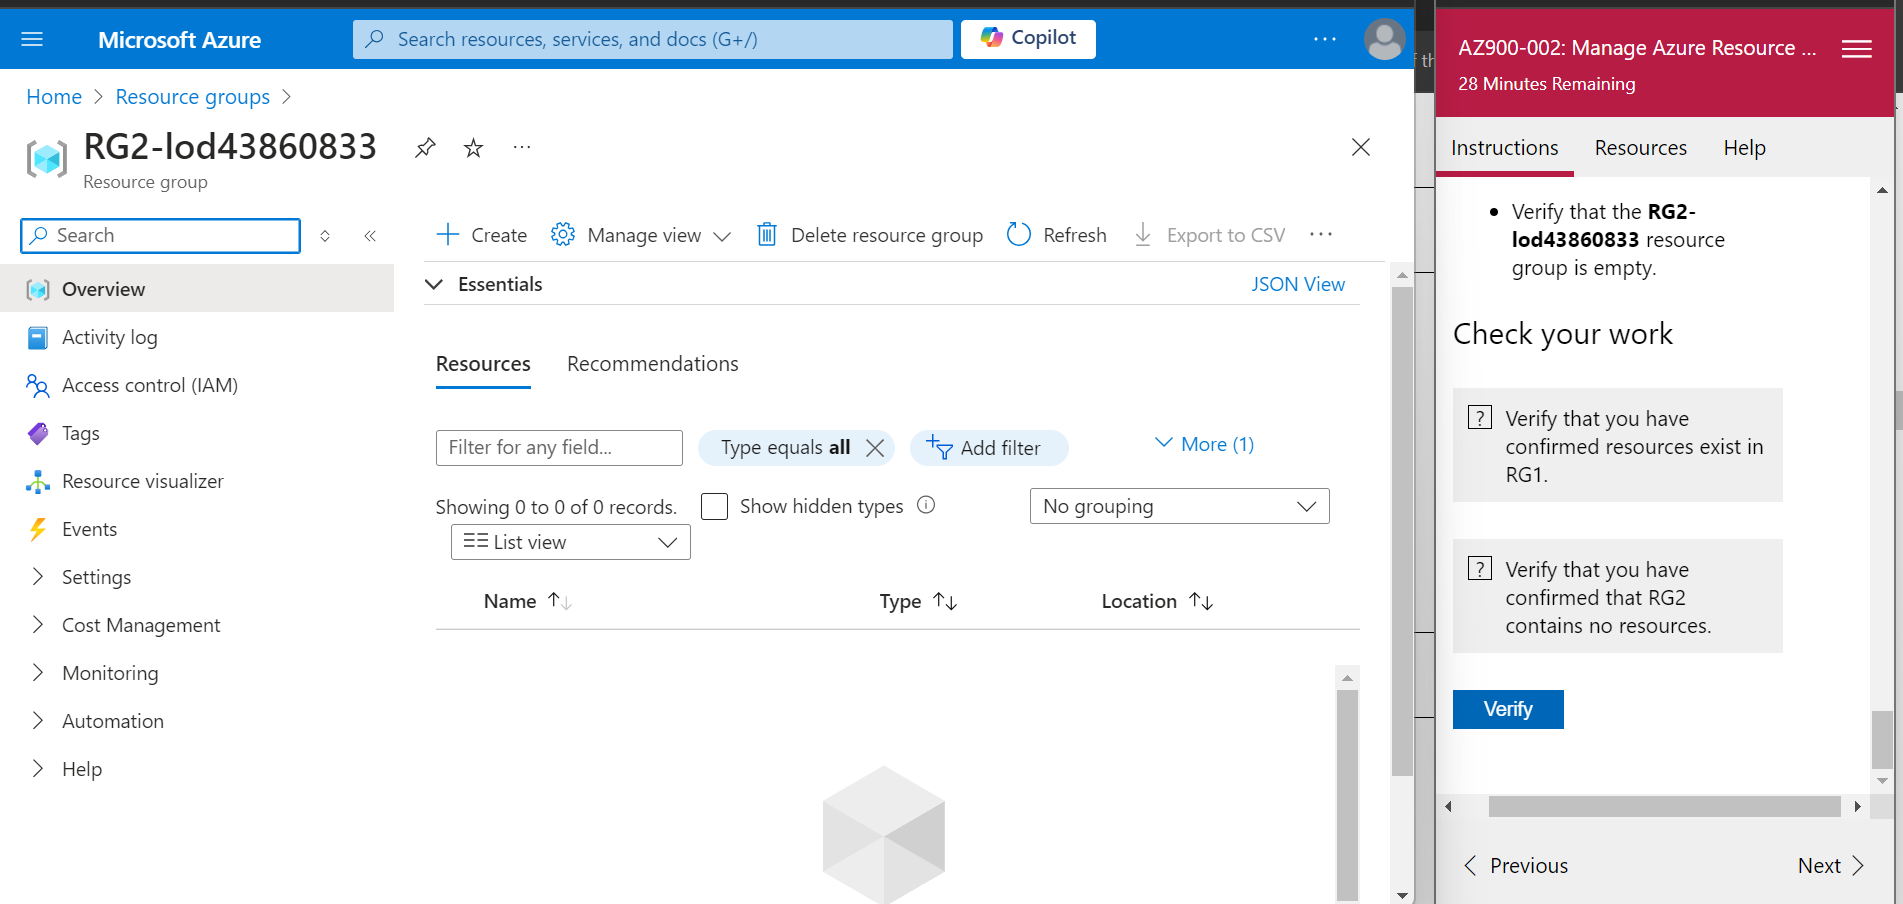 Microsoft Azure
Search resources, services, and docs (G+/)
Copilot
Home
Resource groups
RG2-lod43860833
Resource group
Search
Overview
Activity log
Access control (IAM)
Tags
Resource visualizer
Events
Settings
Cost Management
Monitoring
Automation
Help
Create
Manage view
Delete resource group
Refresh
Export to CSV
Essentials
JSON View
Resources
Recommendations
Filter for any field...
Type equals all
Add filter
More (1)
Showing 0 to 0 of 0 records.
Show hidden types
No grouping
List view
Name
Type
Location
AZ900-002: Manage Azure Resource ...
28 Minutes Remaining
Instructions
Resources
Help
Verify that the RG2-
lod43860833 resource
group is empty.
Check your work
Verify that you have
confirmed resources exist in
RG1.
Verify that you have
confirmed that RG2
contains no resources.
Verify
Previous
Next